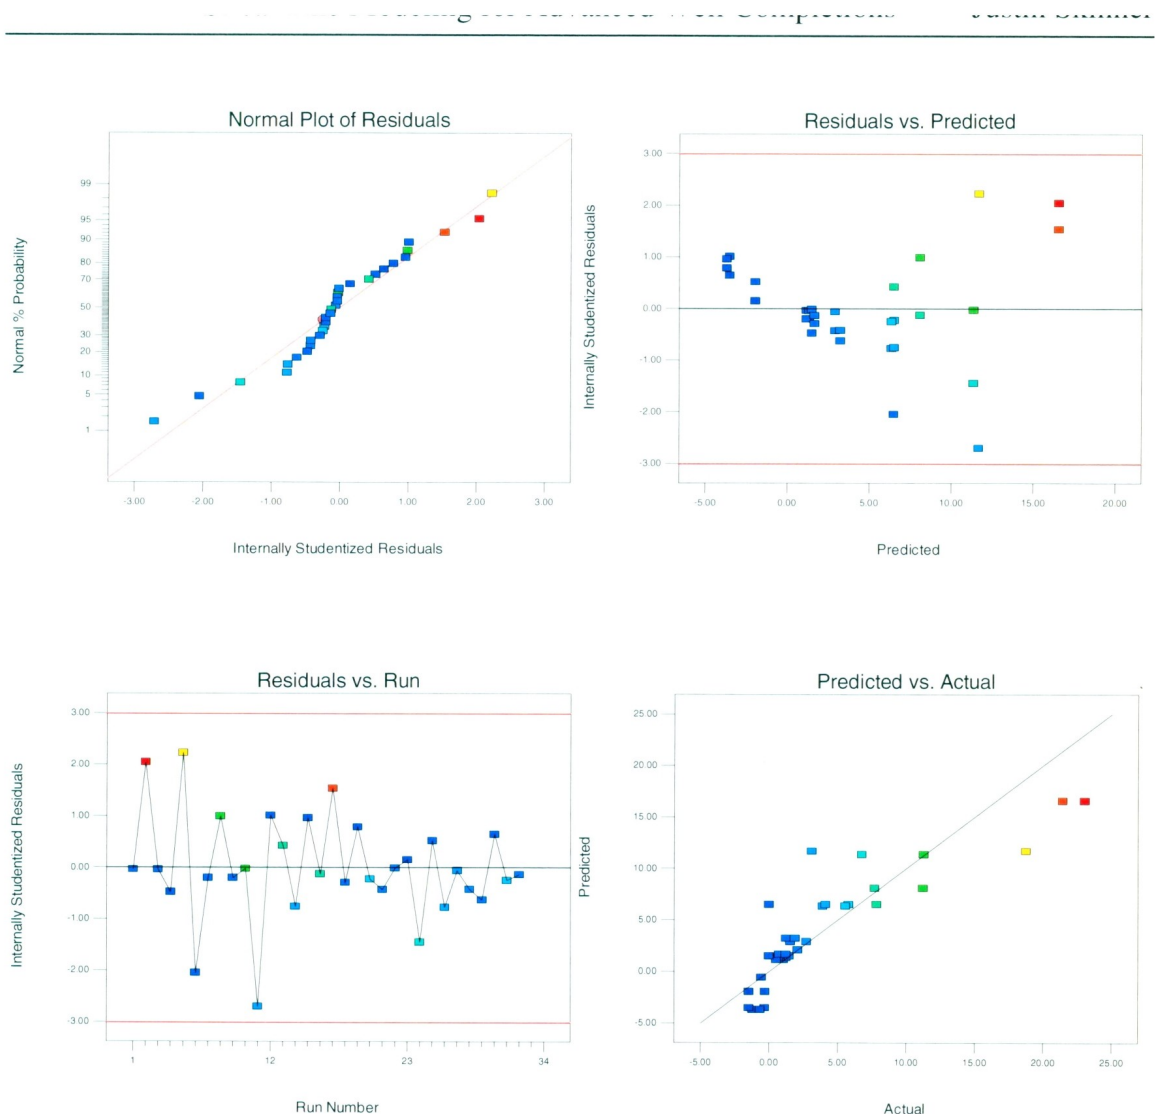 Normal Plot of Residuals
Normal % Probability
99
95
90
80
70
50
30
20
10
5
1
-3.00 -2.00 -1.00 0.00 1.00 2.00 3.00
Internally Studentized Residuals
Residuals vs. Predicted
Internally Studentized Residuals
3.00
2.00
1.00
0.00
-1.00
-2.00
-3.00
-5.00 0.00 5.00 10.00 15.00 20.00
Predicted
Residuals vs. Run
Internally Studentized Residuals
3.00
2.00
1.00
0.00
-1.00
-2.00
-3.00
1 12 23 34
Run Number
Predicted vs. Actual
Predicted
25.00
20.00
15.00
10.00
5.00
0.00
-5.00
-5.00 0.00 5.00 10.00 15.00 20.00 25.00
Actual